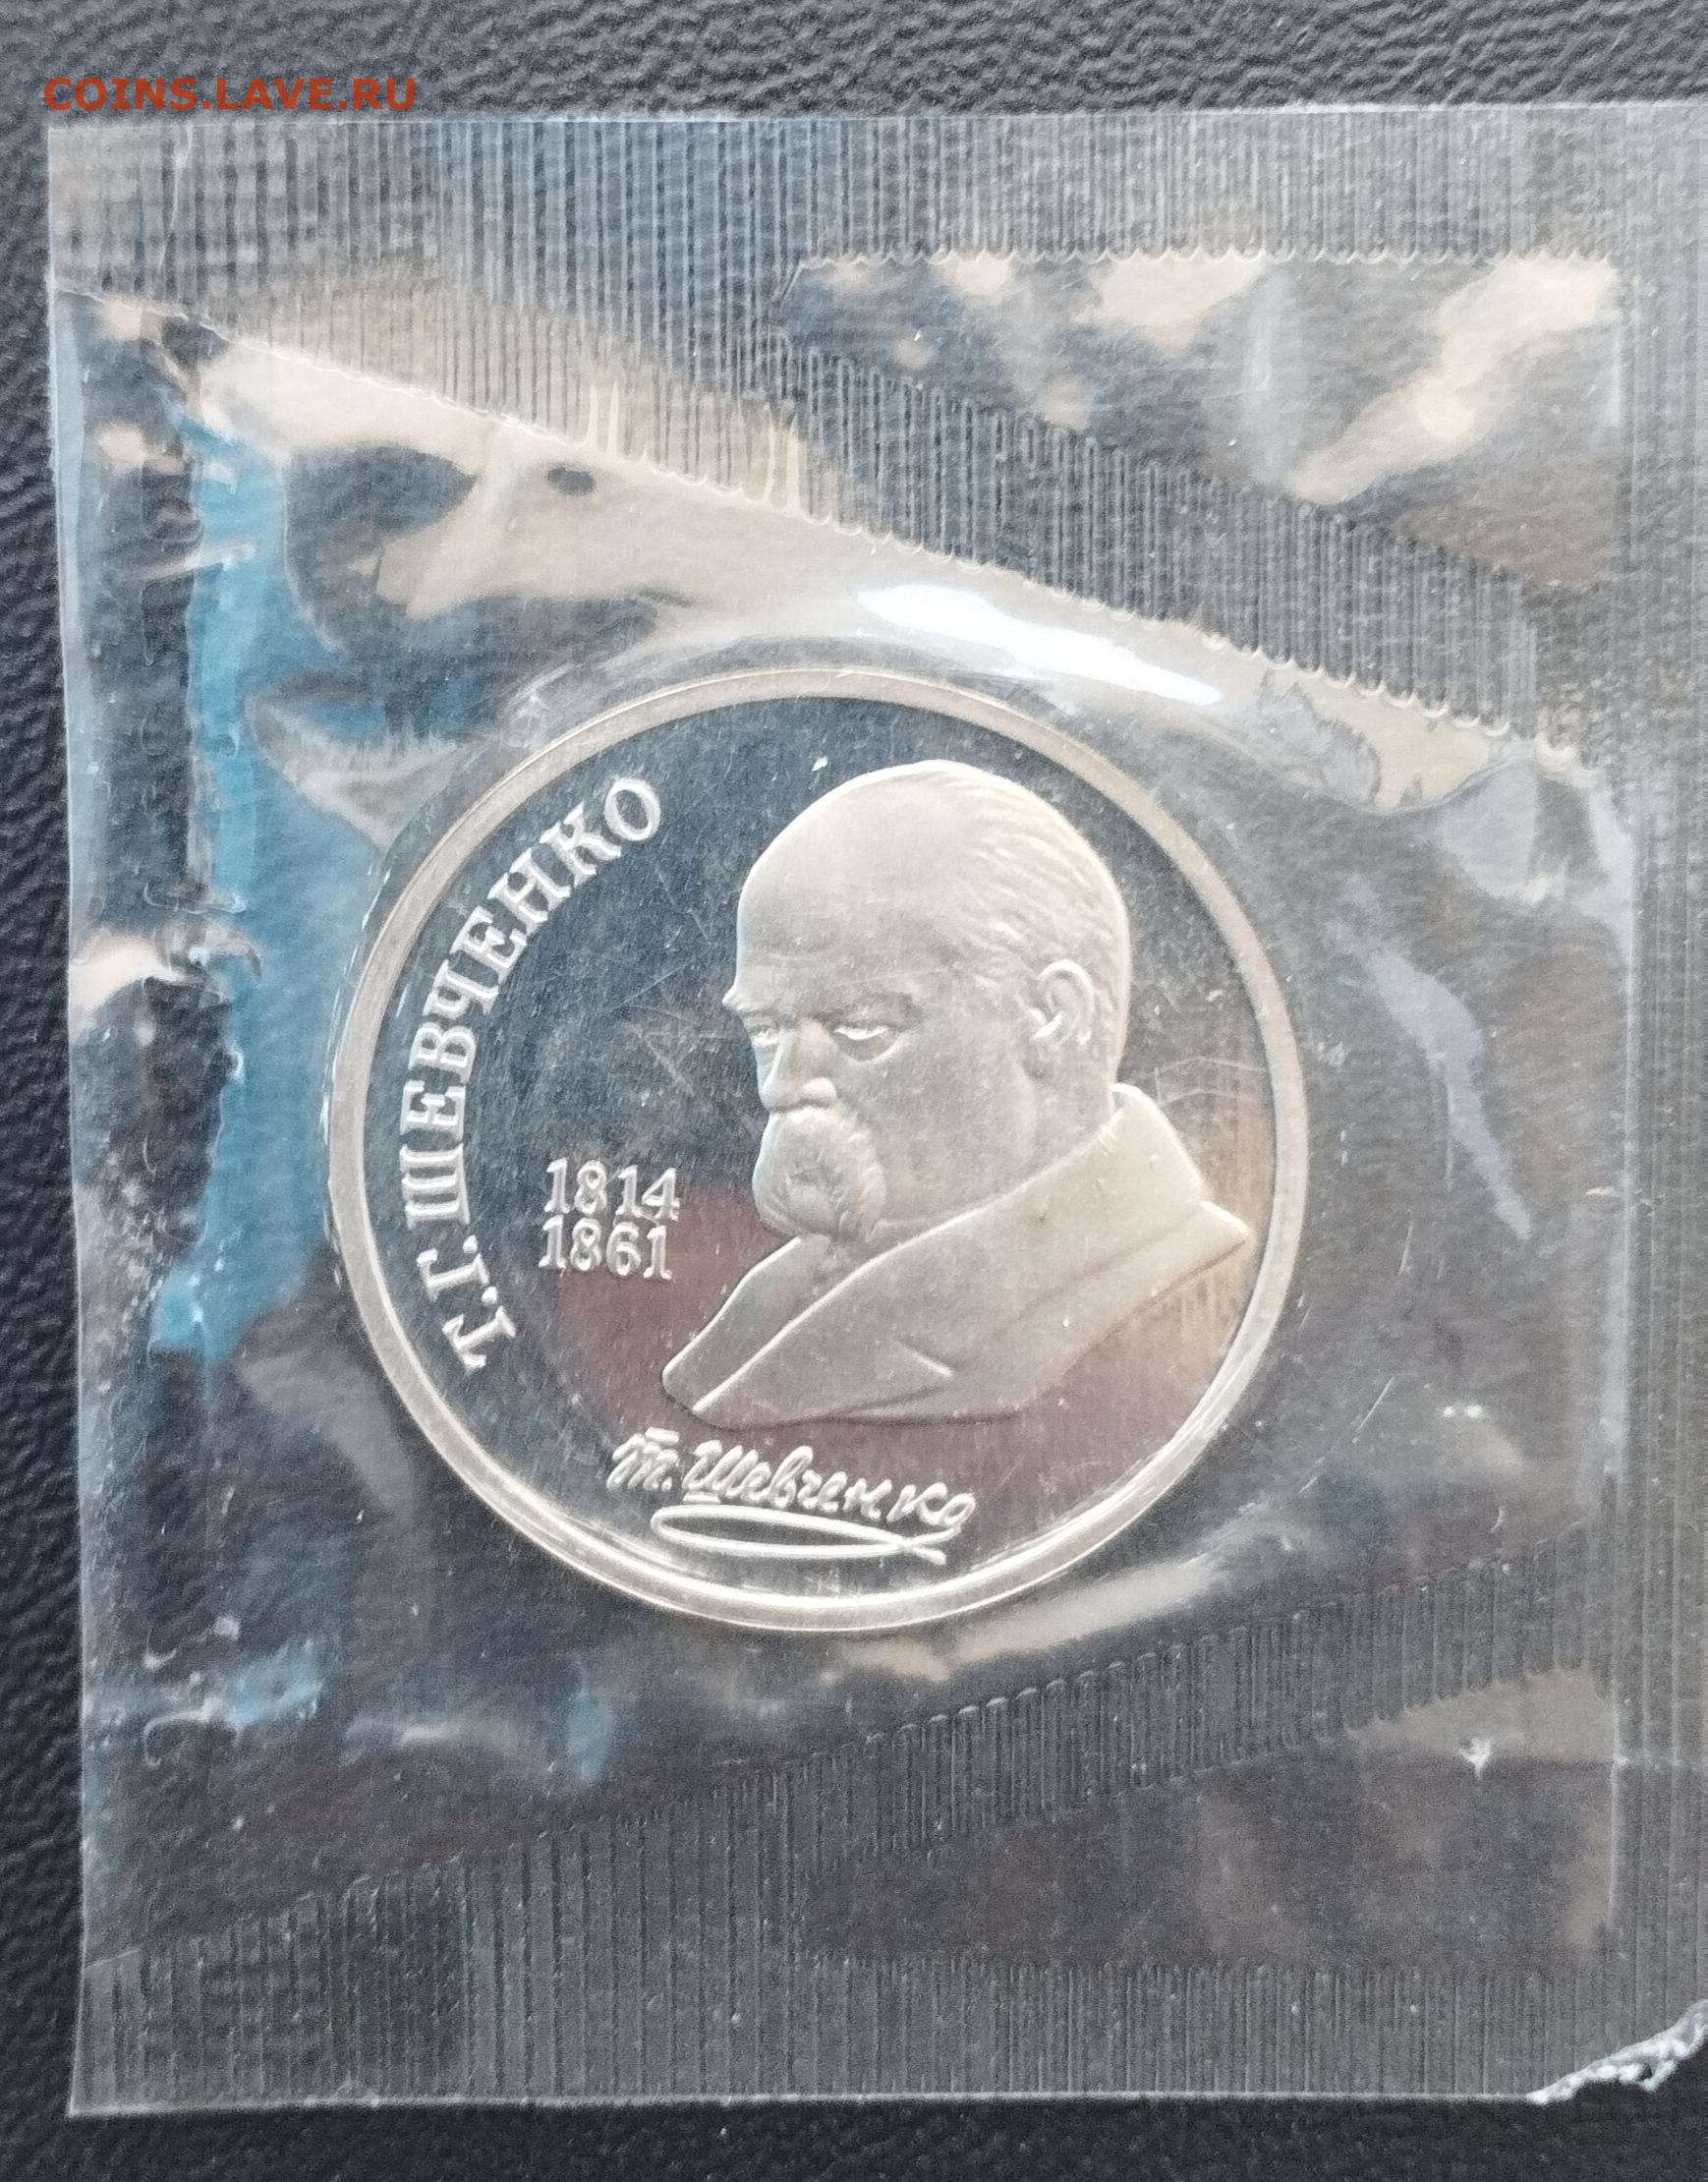 COINS.LAVE.RU
Т.Г. ШЕВЧЕНКО
1814
1861
Т. Шевченко